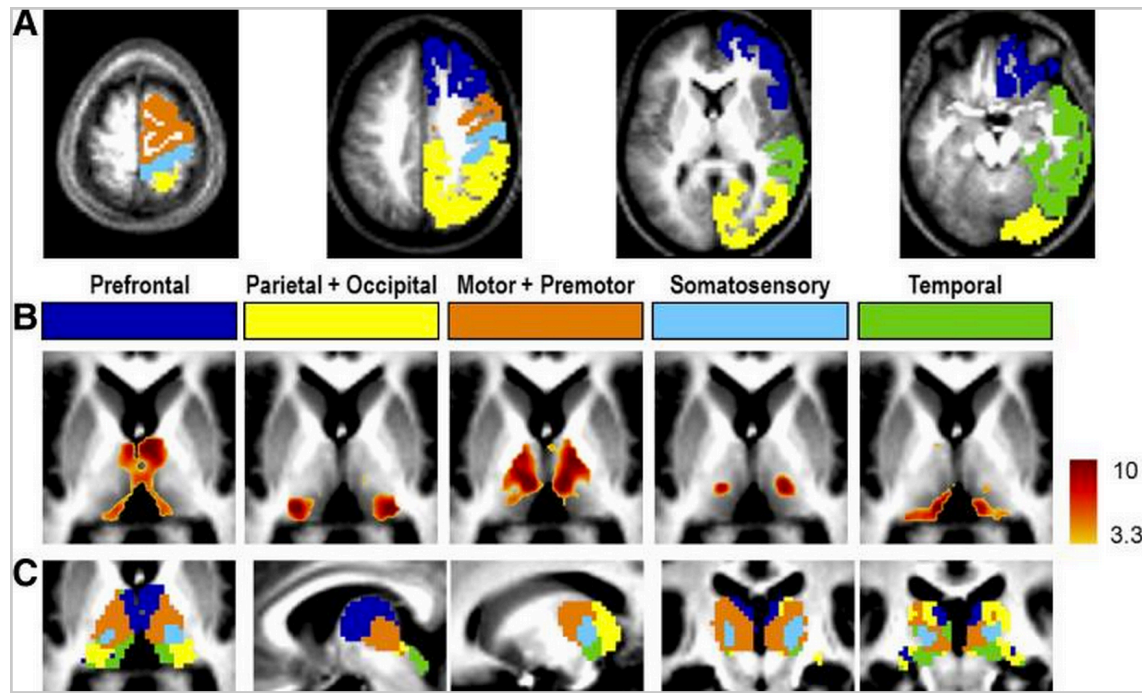 A
Prefrontal Parietal + Occipital Motor + Premotor Somatosensory Temporal
B
10
3.3
C